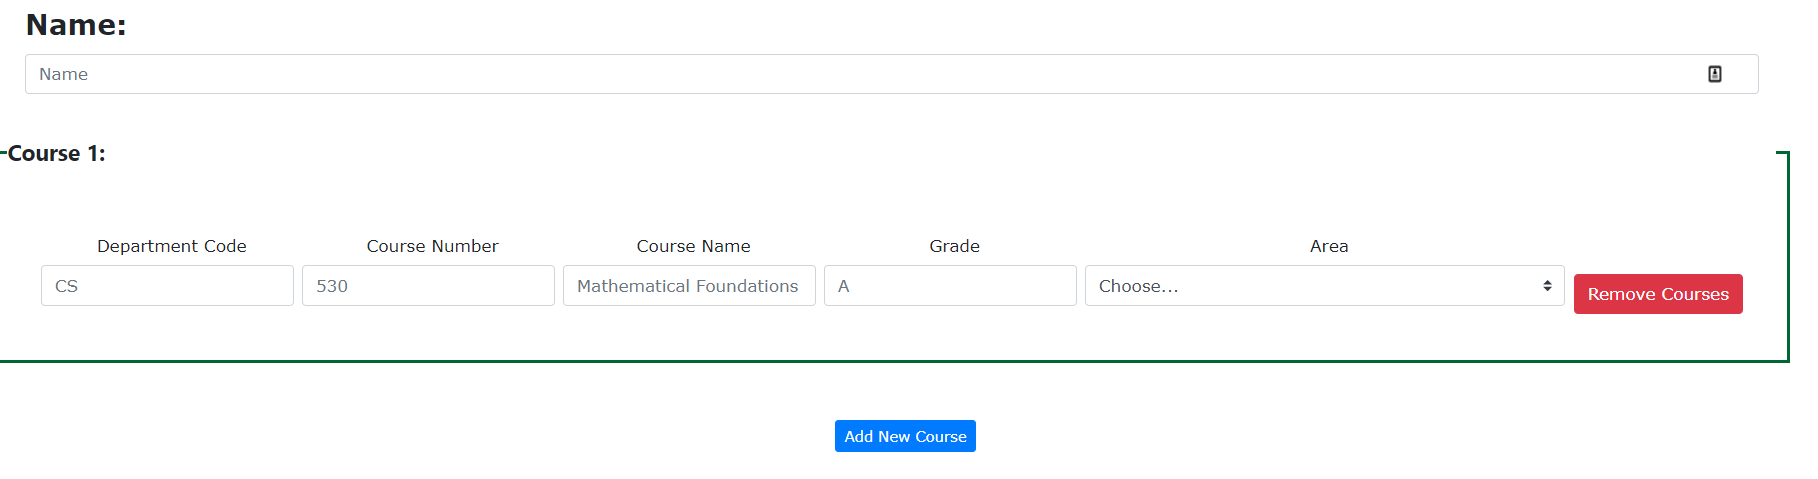 Name:
Name
Course 1:
Department Code Course Number Course Name Grade Area
CS 530 Mathematical Foundations A Choose... Remove Courses
Add New Course